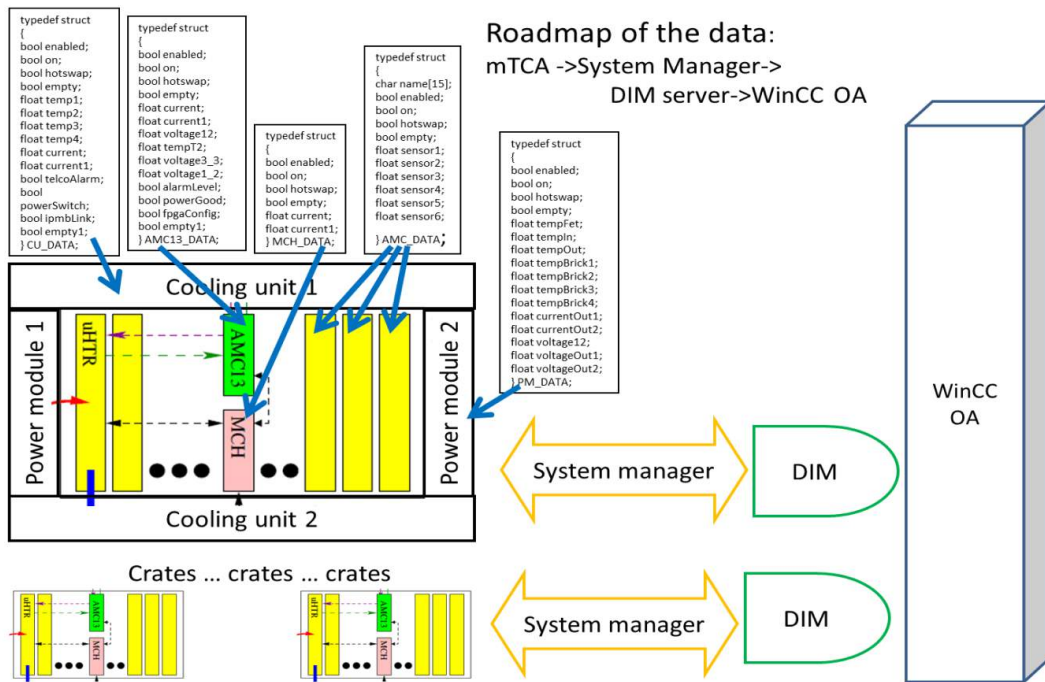 typedef struct
{
bool enabled;
bool on;
bool hotswap;
bool empty;
float temp1;
float temp2;
float temp3;
float temp4;
float current;
float current1;
bool telcoAlarm;
bool
powerSwitch;
bool ipmbLink;
bool empty1;
} CU_DATA;
typedef struct
{
bool enabled;
bool on;
bool hotswap;
bool empty;
float current;
float current1;
float voltage12;
float tempT2;
float voltage3_3;
float voltage1_2;
bool alarmLevel;
bool powerGood;
bool fpgaConfig;
bool empty1;
} AMC13_DATA;
typedef struct
{
bool enabled;
bool on;
bool hotswap;
bool empty;
float current;
float current1;
} MCH_DATA;
typedef struct
{
char name[15];
bool enabled;
bool on;
bool hotswap;
bool empty;
float sensor1;
float sensor2;
float sensor3;
float sensor4;
float sensor5;
float sensor6;
} AMC_DATA;
Roadmap of the data:
mTCA ->System Manager->
DIM server->WinCC OA
typedef struct
{
bool enabled;
bool on;
bool hotswap;
bool empty;
float tempFet;
float tempIn;
float tempOut;
float tempBrick1;
float tempBrick2;
float tempBrick3;
float tempBrick4;
float currentOut1;
float currentOut2;
float voltage12;
float voltageOut1;
float voltageOut2;
} PM_DATA;
Cooling unit 1
Power module 1
uHTR
AMC13
MCH
Power module 2
Cooling unit 2
System manager
DIM
WinCC
OA
Crates ... crates ... crates
uHTR
AMC13
MCH
uHTR
AMC13
MCH
System manager
DIM